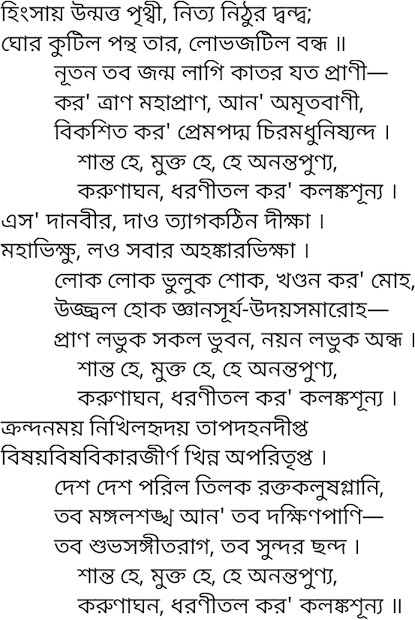 হিংসায় উন্মত্ত পৃথ্বী, নিত্য নিঠুর দ্বন্দ্ব;
ঘোর কুটিল পন্থ তার, লোভজটিল বন্ধ ॥
নূতন তব জন্ম লাগি কাতর যত প্রাণী—
কর' ত্রাণ মহাপ্রাণ, আন' অমৃতবাণী,
বিকশিত কর' প্রেমপদ্ম চিরমধুনিষ্যন্দ ।
শান্ত হে, মুক্ত হে, হে অনন্তপুণ্য,
করুণাঘন, ধরণীতল কর' কলঙ্কশূন্য ।
এস' দানবীর, দাও ত্যাগকঠিন দীক্ষা ।
মহাভিক্ষু, লও সবার অহঙ্কারভিক্ষা ।
লোক লোক ভুলুক শোক, খণ্ডন কর' মোহ,
উজ্জ্বল হোক জ্ঞানসূর্য-উদয়সমারোহ—
প্রাণ লভুক সকল ভুবন, নয়ন লভুক অন্ধ ।
শান্ত হে, মুক্ত হে, হে অনন্তপুণ্য,
করুণাঘন, ধরণীতল কর' কলঙ্কশূন্য ।
ক্রন্দনময় নিখিলহৃদয় তাপদহনদীপ্ত
বিষয়বিষবিকারজীর্ণ খিন্ন অপরিতৃপ্ত ।
দেশ দেশ পরিল তিলক রক্তকলুষগ্লানি,
তব মঙ্গলশঙ্খ আন' তব দক্ষিণপাণি—
তব শুভসঙ্গীতরাগ, তব সুন্দর ছন্দ ।
শান্ত হে, মুক্ত হে, হে অনন্তপুণ্য,
করুণাঘন, ধরণীতল কর' কলঙ্কশূন্য ॥